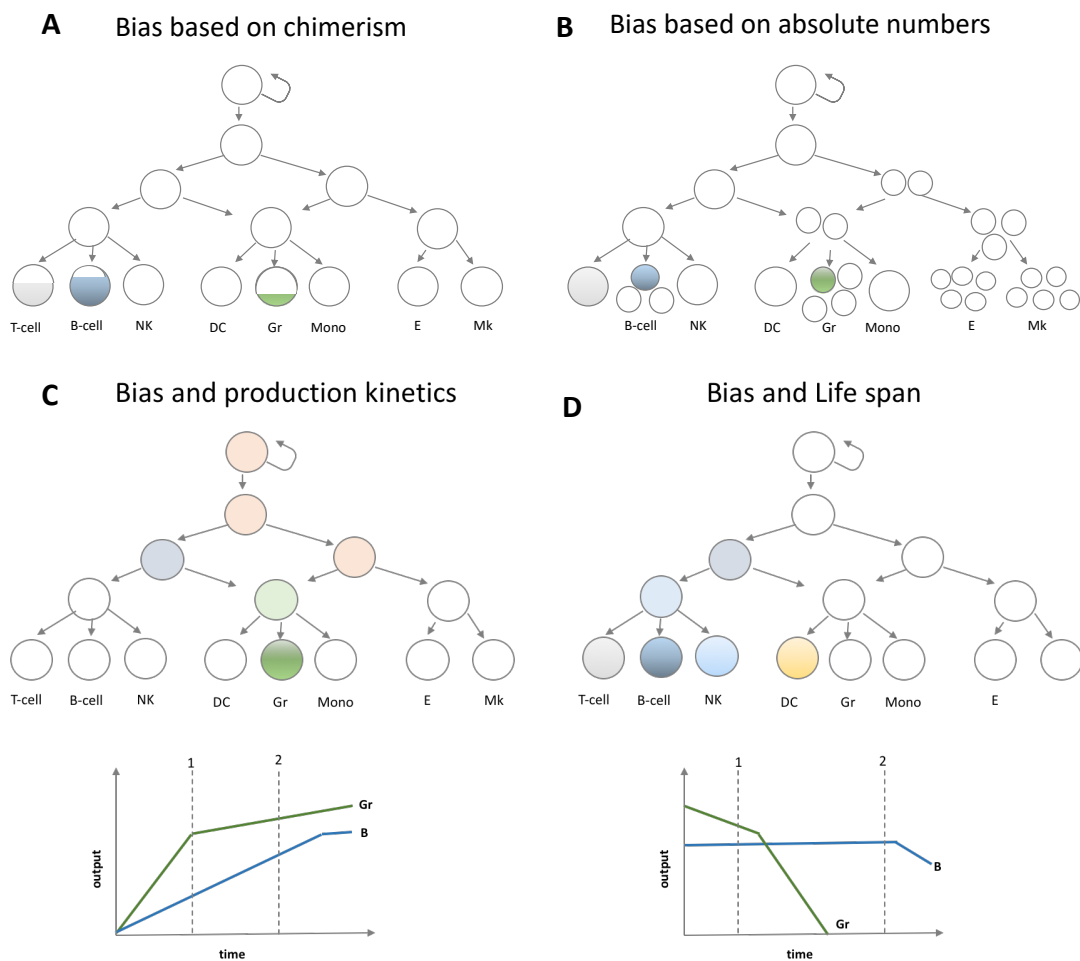 A
Bias based on chimerism
T-cell
B-cell
NK
DC
Gr
Mono
E
Mk
B
Bias based on absolute numbers
B-cell
NK
DC
Gr
Mono
E
Mk
C
Bias and production kinetics
T-cell
B-cell
NK
DC
Gr
Mono
E
Mk
1
2
Gr
B
output
time
D
Bias and Life span
T-cell
B-cell
NK
DC
Gr
Mono
E
1
2
B
Gr
output
time